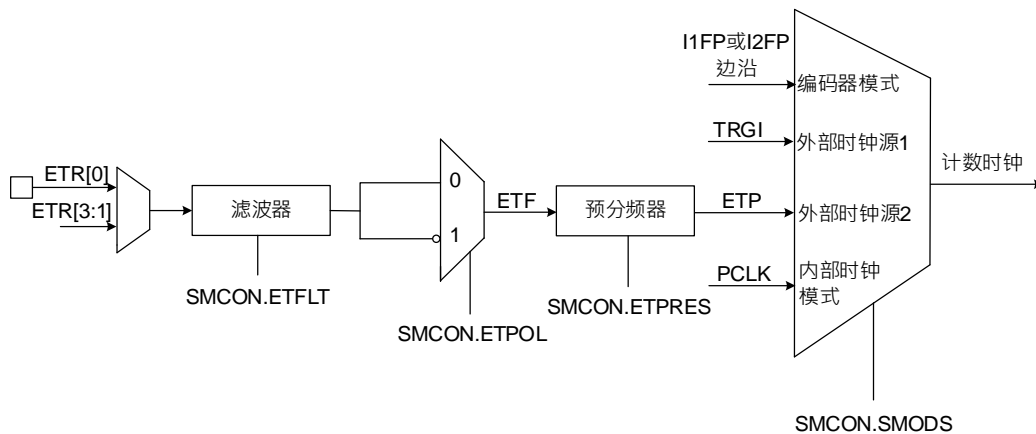 I1FP或I2FP
边沿
编码器模式
TRGI
外部时钟源1
计数时钟
ETR[0]
ETR[3:1]
滤波器
0
1
ETF
预分频器
ETP
外部时钟源2
PCLK
内部时钟
模式
SMCON.ETFLT
SMCON.ETPOL
SMCON.ETPRES
SMCON.SMODS